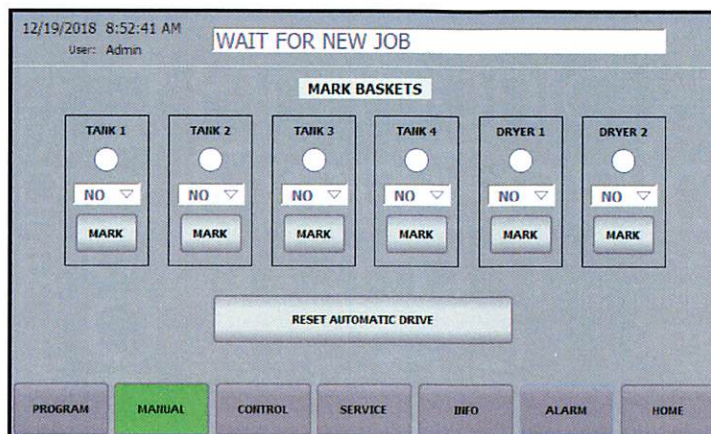 12/19/2018 8:52:41 AM
User: Admin
WAIT FOR NEW JOB
MARK BASKETS
TANK 1 TANK 2 TANK 3 TANK 4 DRYER 1 DRYER 2
NO NO NO NO NO NO
MARK MARK MARK MARK MARK MARK
RESET AUTOMATIC DRIVE
PROGRAM MANUAL CONTROL SERVICE INFO ALARM HOME